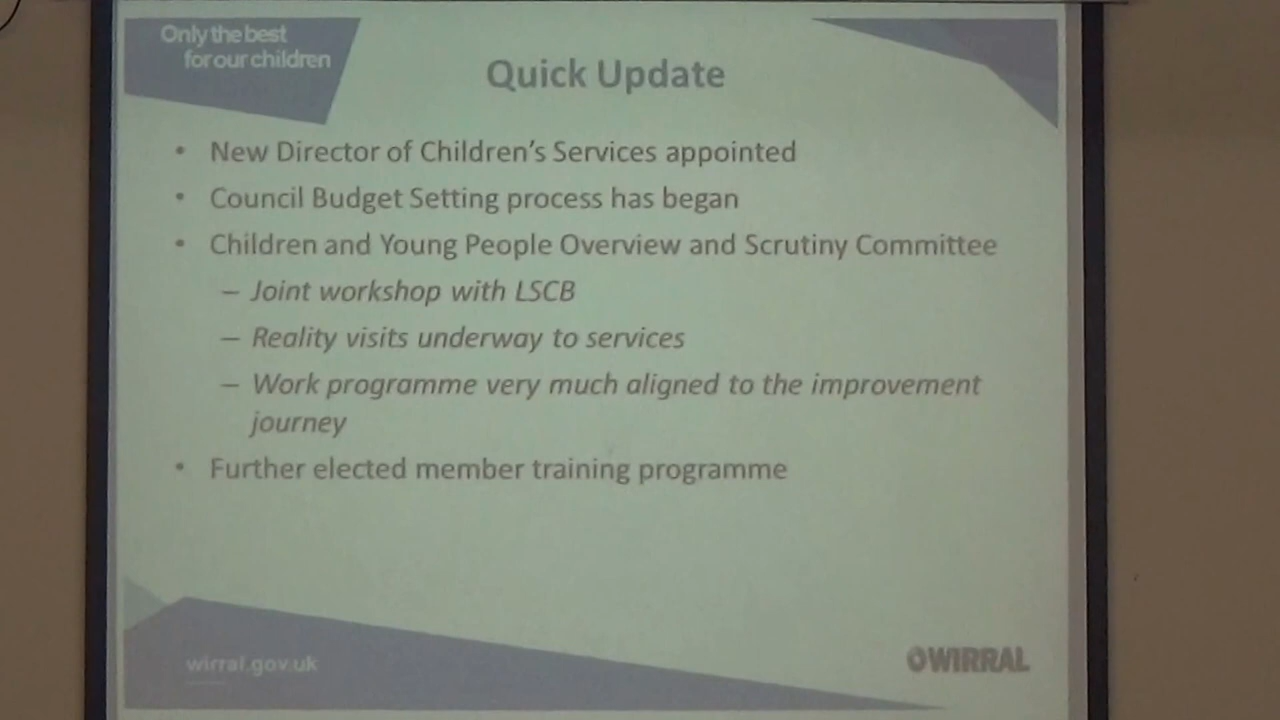 Only the best
for our children
Quick Update
• New Director of Children's Services appointed
• Council Budget Setting process has began
• Children and Young People Overview and Scrutiny Committee
– Joint workshop with LSCB
– Reality visits underway to services
– Work programme very much aligned to the improvement
journey
• Further elected member training programme
wirral.gov.uk
WIRRAL